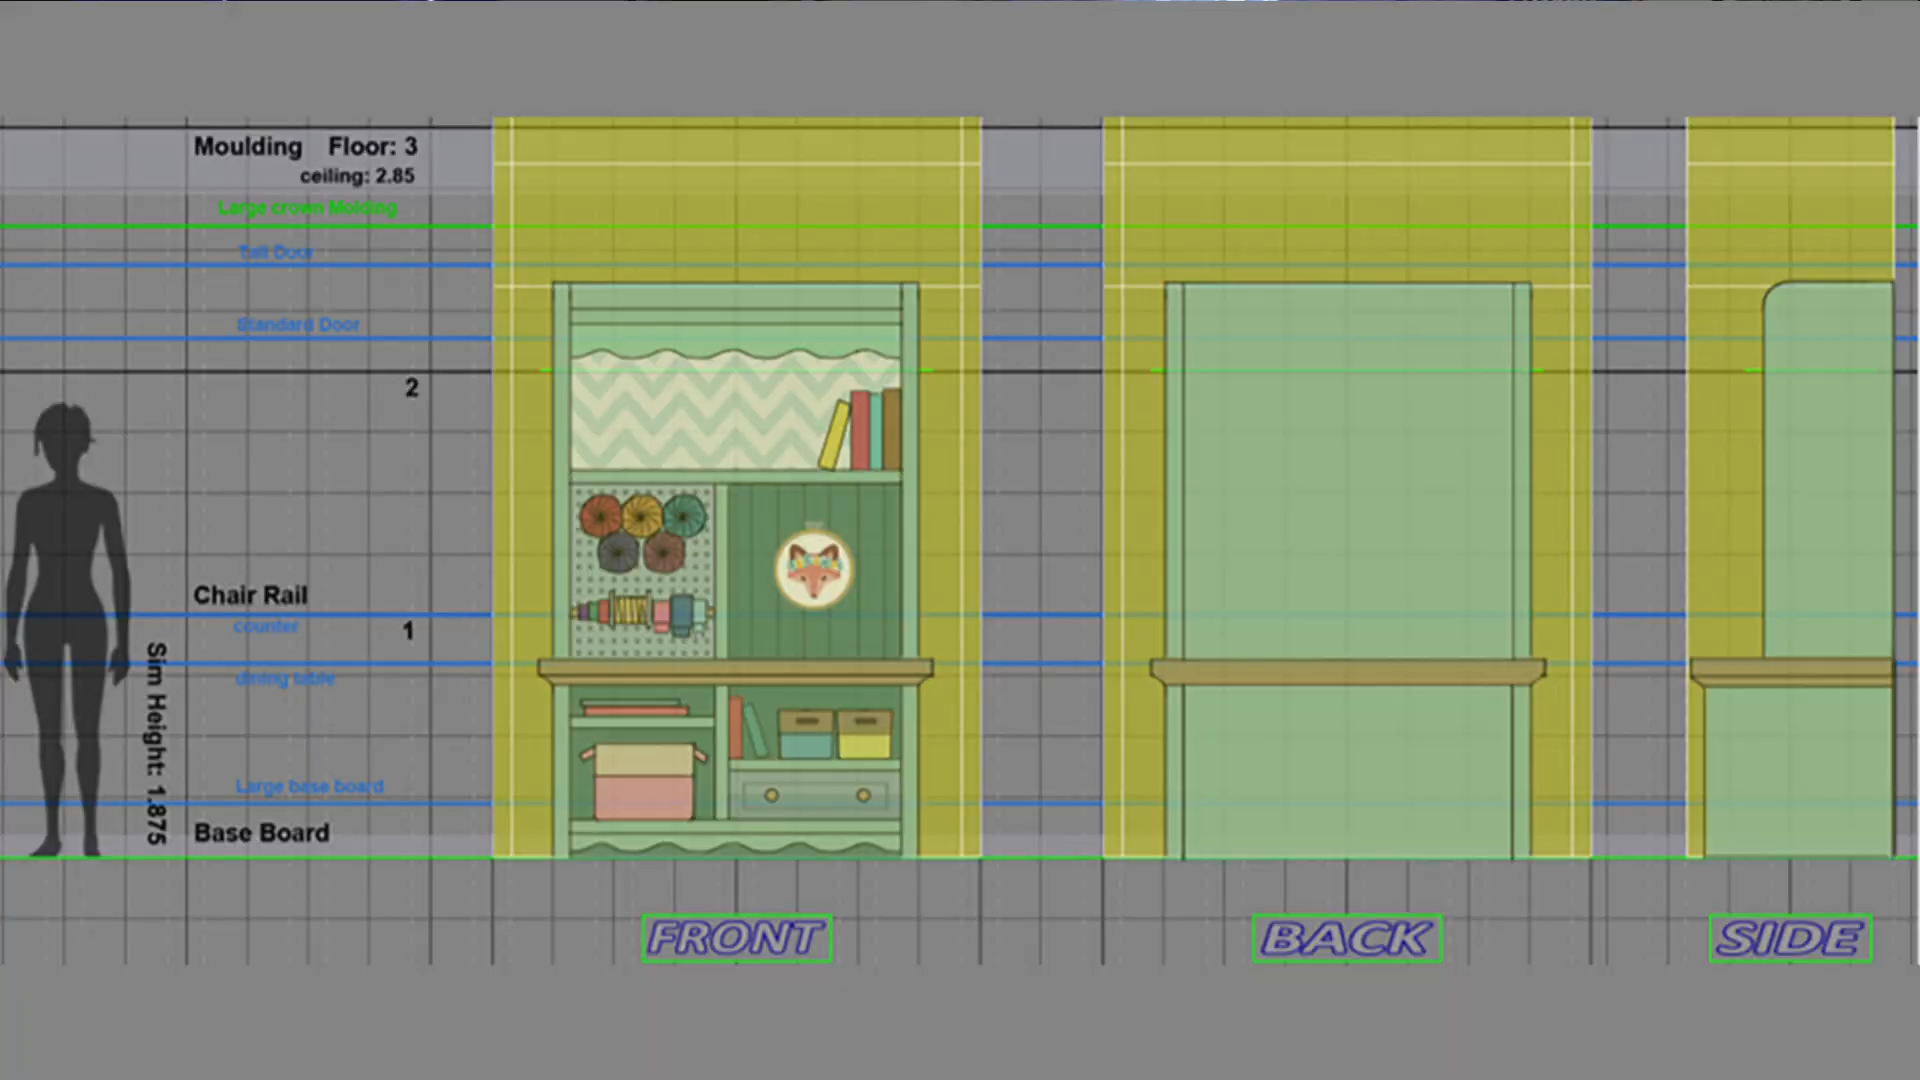 Moulding Floor: 3
ceiling: 2.85
Large crown Molding
Tall Door
Standard Door
2
Chair Rail
counter
1
dining table
Sim Height: 1.875
Large base board
Base Board
FRONT
BACK
SIDE